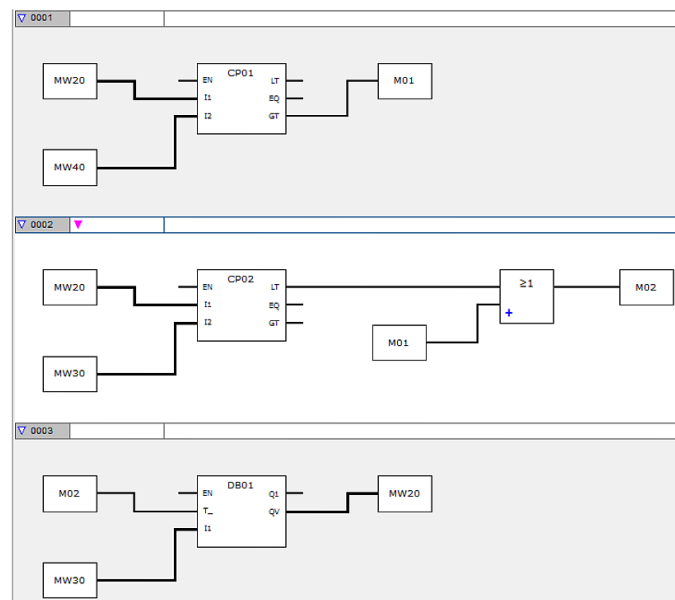 0001
MW20
CP01
EN
I1
I2
LT
EQ
GT
M01
MW40
0002
MW20
CP02
EN
I1
I2
LT
EQ
GT
≥1
+
M02
M01
MW30
0003
M02
DB01
EN
T_
I1
Q1
QV
MW20
MW30